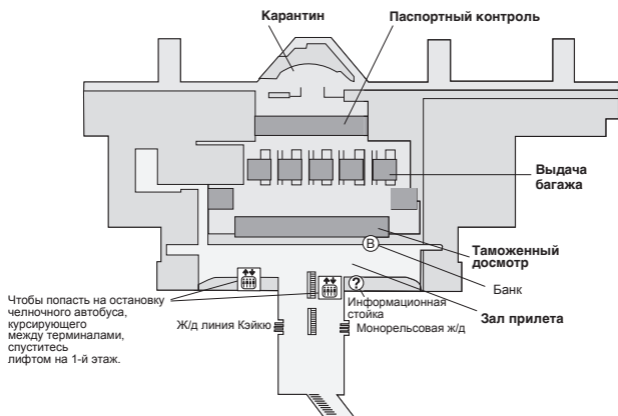 Карантин
Паспортный контроль
Выдача
багажа
B
Таможенный
досмотр
Банк
Чтобы попасть на остановку
челночного автобуса,
курсирующего
между терминалами,
спуститесь
лифтом на 1-й этаж.
?
Информационная
стойка
Зал прилета
Ж/д линия Кэйкю
Монорельсовая ж/д